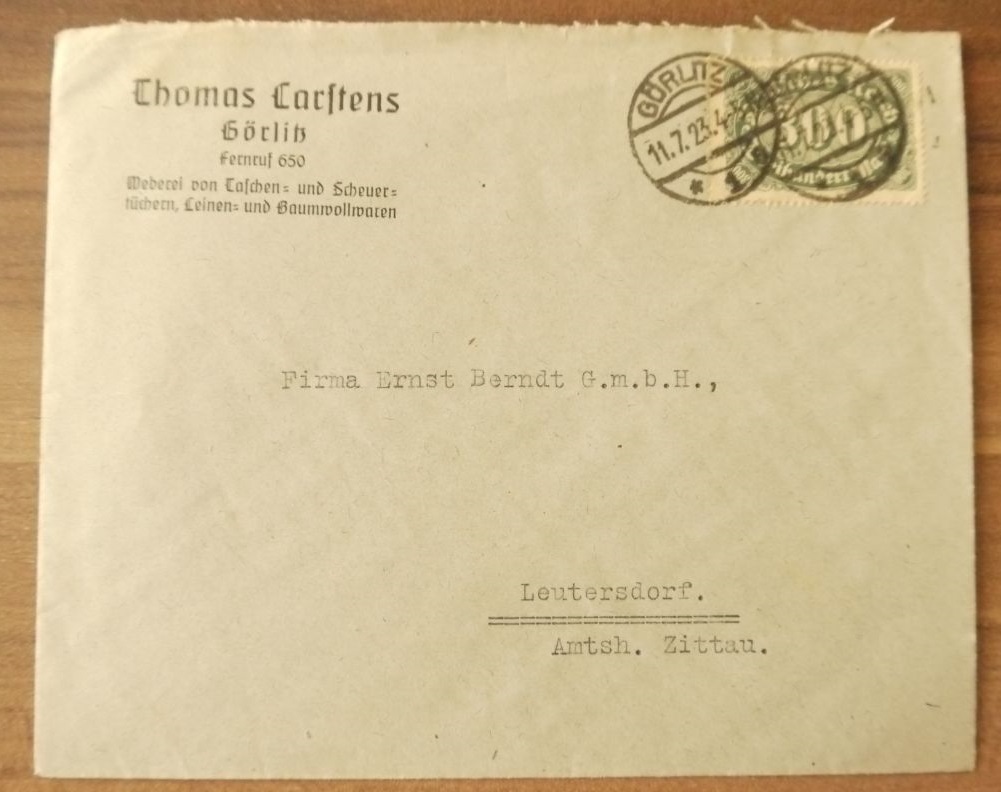 Thomas Carstens
Görlitz
Fernruf 650
Weberei von Taschen= und Scheuer=
tüchern, Leinen= und Baumwollwaren
GÖRLITZ
11.7.23.4-
* 1
Firma Ernst Berndt G.m.b.H.,
Leutersdorf.
Amtsh. Zittau.